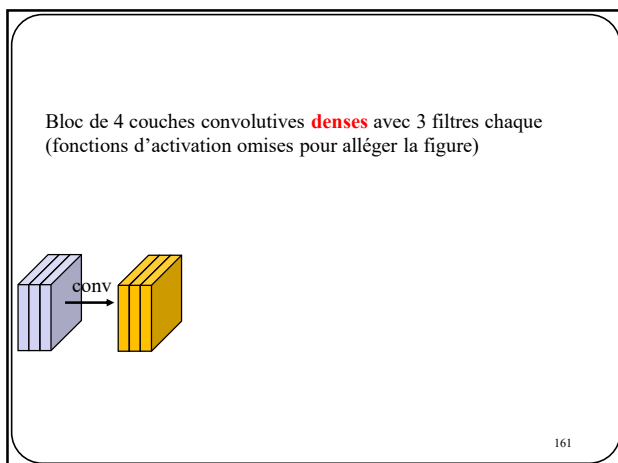 Bloc de 4 couches convolutives denses avec 3 filtres chaque
(fonctions d’activation omises pour alléger la figure)
conv
161